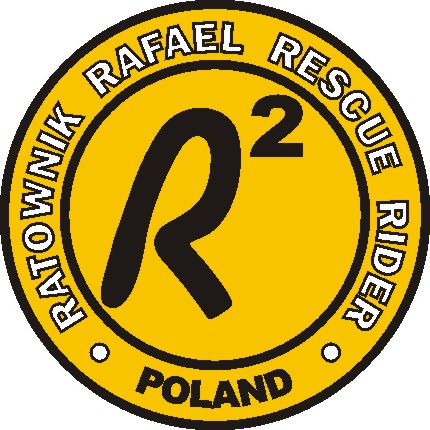 RATOWNIK RAFAEL RESCUE RIDER
R²
POLAND